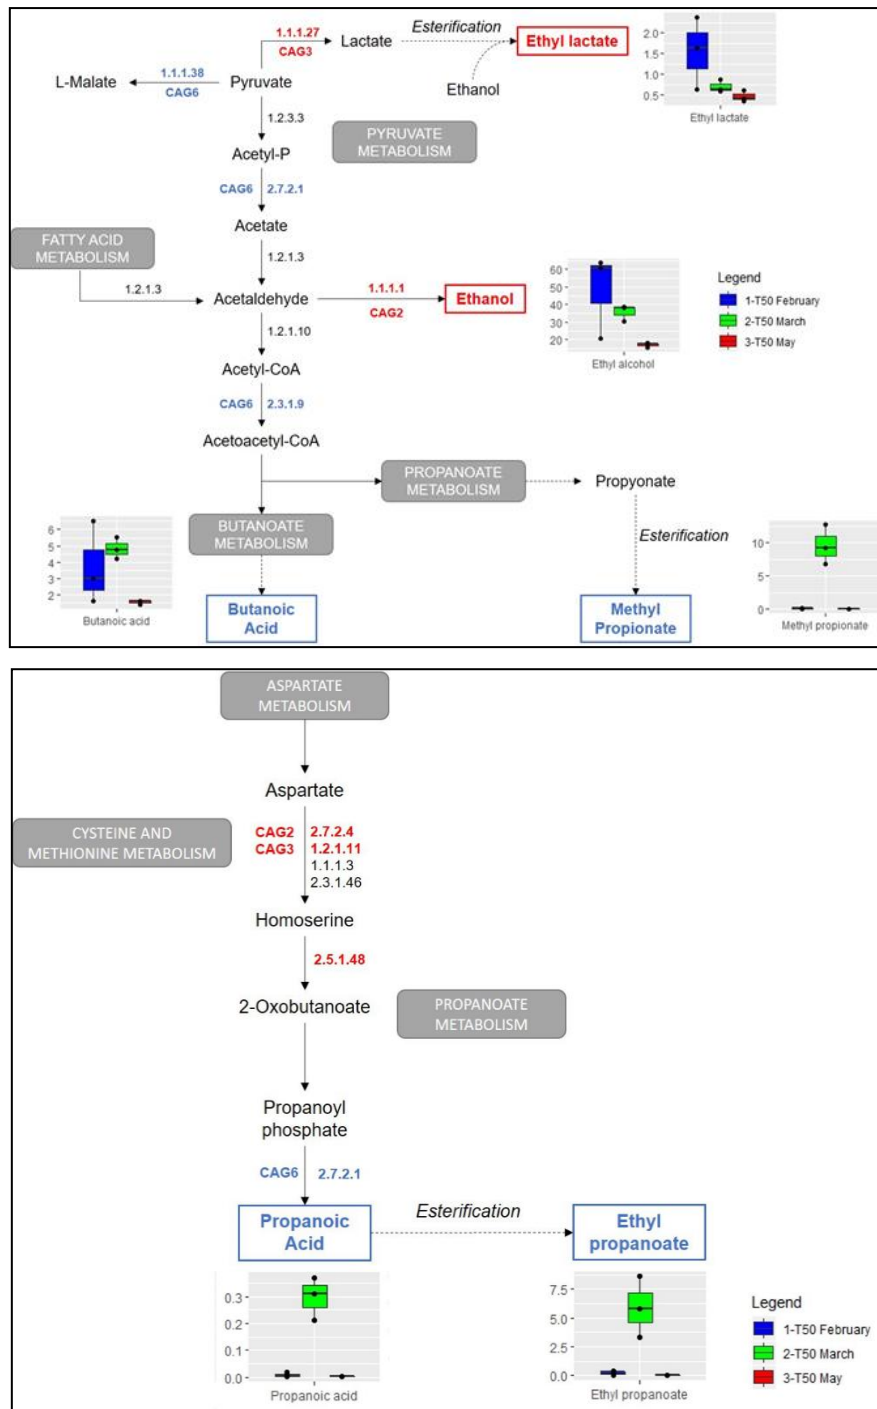 1.1.1.27
CAG3
Lactate
Esterification
Ethyl lactate
Ethanol
2.0
1.5
1.0
0.5
Ethyl lactate
L-Malate
1.1.1.38
CAG6
Pyruvate
1.2.3.3
PYRUVATE
METABOLISM
Acetyl-P
CAG6 2.7.2.1
Acetate
FATTY ACID
METABOLISM
1.2.1.3
1.2.1.3
Acetaldehyde
1.1.1.1
CAG2
Ethanol
60
50
40
30
20
Ethyl alcohol
Legend
1-T50 February
2-T50 March
3-T50 May
1.2.1.10
Acetyl-CoA
CAG6 2.3.1.9
Acetoacetyl-CoA
PROPANOATE
METABOLISM
Propyonate
BUTANOATE
METABOLISM
Esterification
6
5
4
3
2
Butanoic acid
Butanoic
Acid
Methyl
Propionate
10
5
0
Methyl propionate
ASPARTATE
METABOLISM
Aspartate
CYSTEINE AND
METHIONINE METABOLISM
CAG2 2.7.2.4
CAG3 1.2.1.11
1.1.1.3
2.3.1.46
Homoserine
2.5.1.48
2-Oxobutanoate
PROPANOATE
METABOLISM
Propanoyl
phosphate
CAG6 2.7.2.1
Propanoic
Acid
Esterification
Ethyl
propanoate
0.3
0.2
0.1
0.0
Propanoic acid
7.5
5.0
2.5
0.0
Ethyl propanoate
Legend
1-T50 February
2-T50 March
3-T50 May